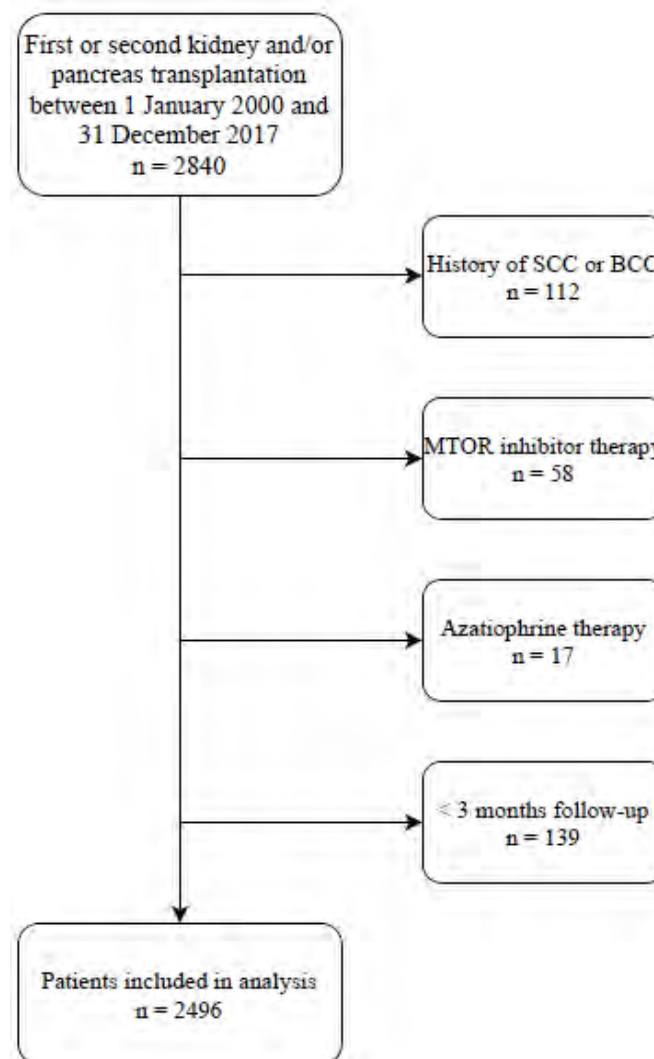 First or second kidney and/or
pancreas transplantation
between 1 January 2000 and
31 December 2017
n = 2840
History of SCC or BCC
n = 112
MTOR inhibitor therapy
n = 58
Azatiophrine therapy
n = 17
< 3 months follow-up
n = 139
Patients included in analysis
n = 2496